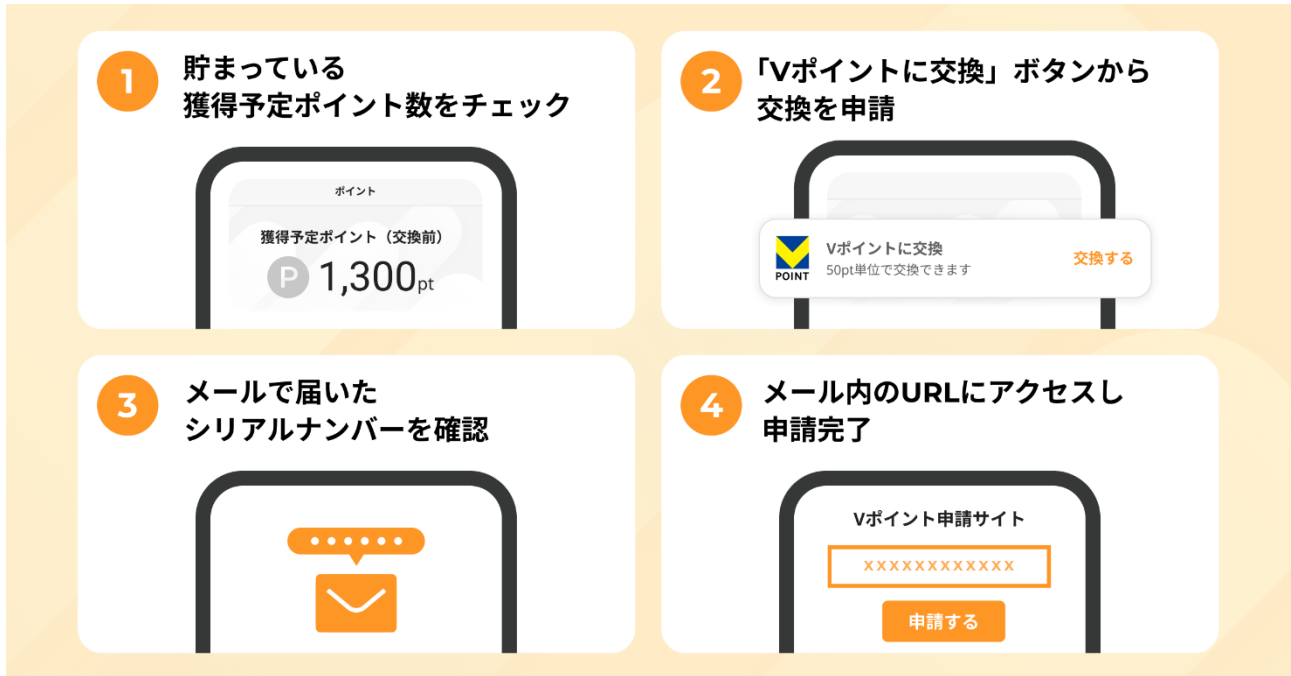 1
貯まっている
獲得予定ポイント数をチェック
ポイント
獲得予定ポイント（交換前）
P 1,300pt
2
「Vポイントに交換」ボタンから
交換を申請
POINT
Vポイントに交換
50pt単位で交換できます
交換する
3
メールで届いた
シリアルナンバーを確認
4
メール内のURLにアクセスし
申請完了
Vポイント申請サイト
XXXXXXXXXXXX
申請する